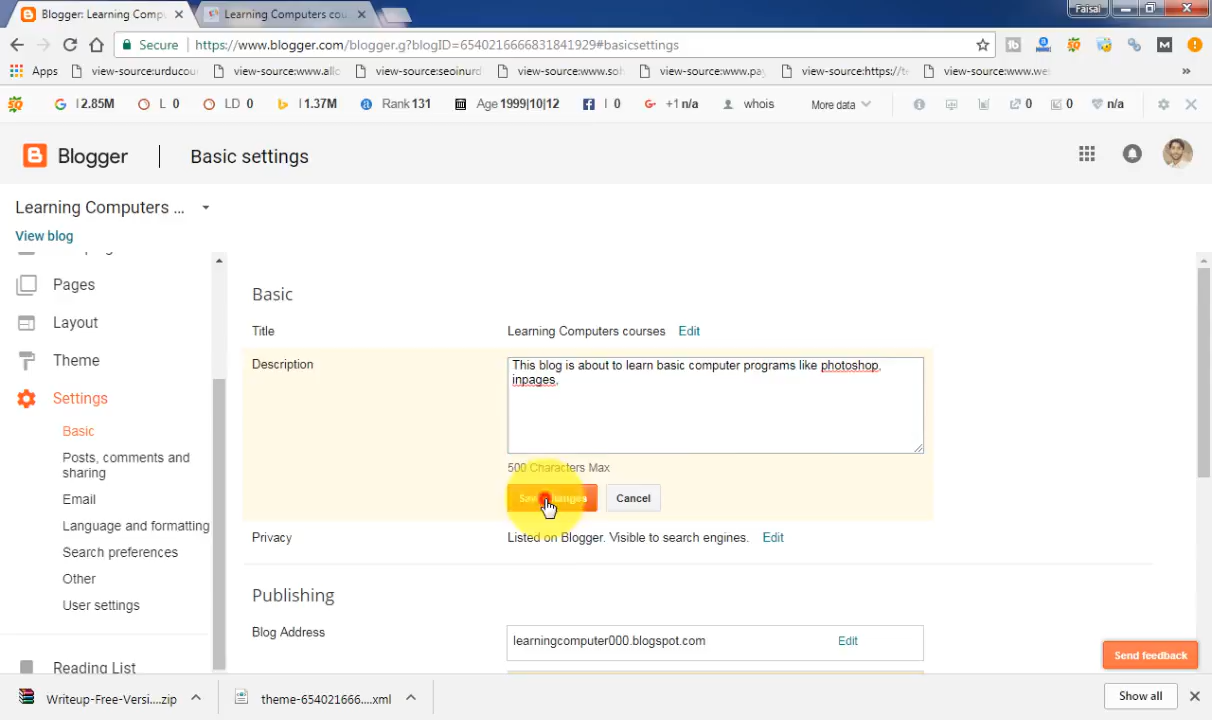 Blogger: Learning Compu
Learning Computers cou
Faisal
Secure
https://www.blogger.com/blogger.g?blogID=6540216666831841929#basicsettings
Apps
view-source:urducou
view-source:www.allo
view-source:seoinurd
view-source:www.soh
view-source:www.pa
view-source:https://te
view-source:www.we
I 2.85M
L 0
LD 0
I 1.37M
Rank 131
Age 1999|10|12
I 0
+1 n/a
whois
More data
0
0
n/a
Blogger
Basic settings
Learning Computers ...
View blog
Pages
Layout
Theme
Settings
Basic
Posts, comments and
sharing
Email
Language and formatting
Search preferences
Other
User settings
Reading List
Basic
Title
Learning Computers courses
Edit
Description
This blog is about to learn basic computer programs like photoshop,
inpages,
500 Characters Max
Save changes
Cancel
Privacy
Listed on Blogger. Visible to search engines.
Edit
Publishing
Blog Address
learningcomputer000.blogspot.com
Edit
Send feedback
Writeup-Free-Versi....zip
theme-654021666....xml
Show all